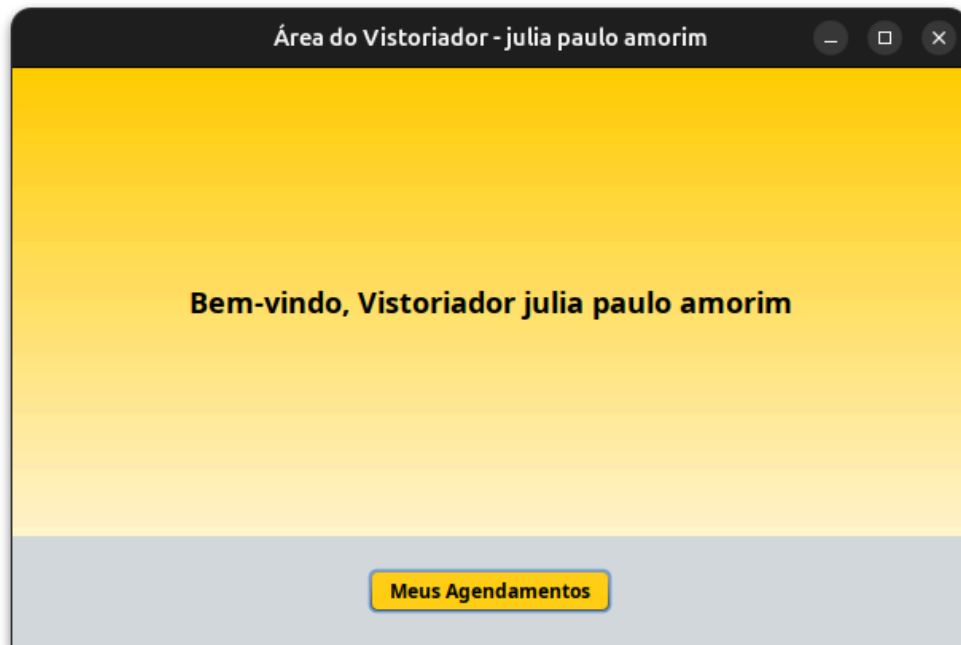 Área do Vistoriador - julia paulo amorim
Bem-vindo, Vistoriador julia paulo amorim
Meus Agendamentos